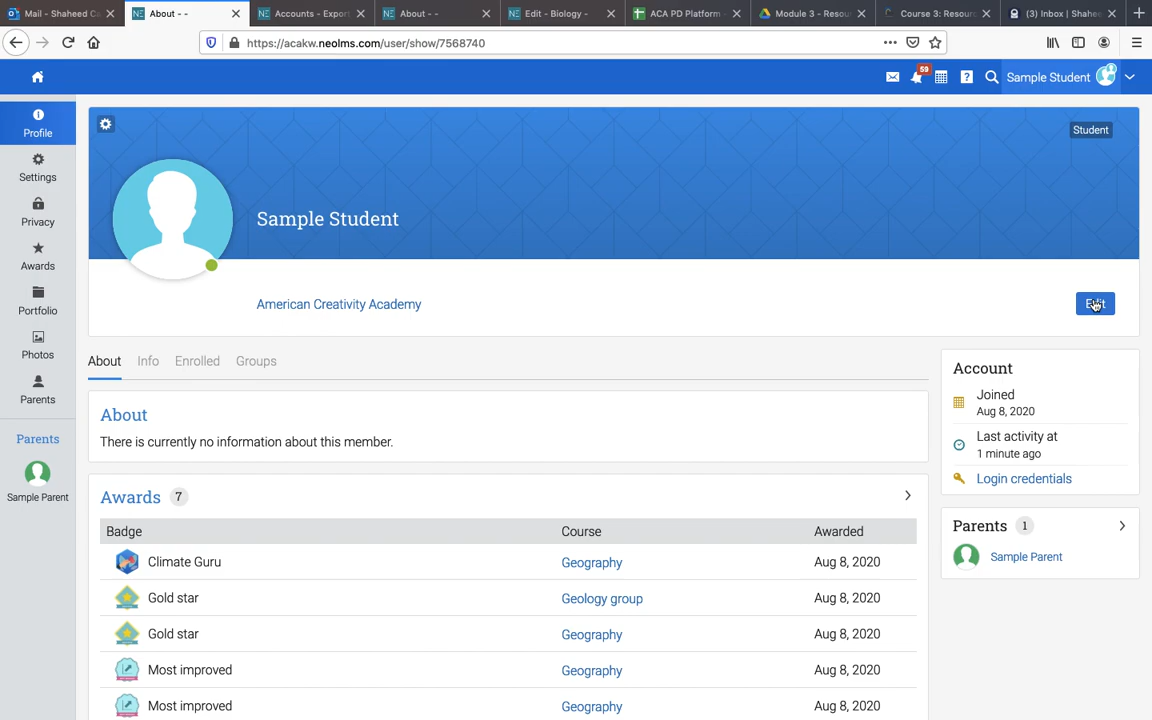 Mail - Shaheed Ca
About - -
Accounts - Export
About - -
Edit - Biology -
ACA PD Platform -
Module 3 - Resou
Course 3: Resour
(3) Inbox | Shahee
https://acakw.neolms.com/user/show/7568740
59
Sample Student
Profile
Settings
Privacy
Awards
Portfolio
Photos
Parents
Parents
Sample Parent
Student
Sample Student
American Creativity Academy
Edit
About Info Enrolled Groups
About
There is currently no information about this member.
Awards 7
Badge Course Awarded
Climate Guru Geography Aug 8, 2020
Gold star Geology group Aug 8, 2020
Gold star Geography Aug 8, 2020
Most improved Geography Aug 8, 2020
Most improved Geography Aug 8, 2020
Account
Joined
Aug 8, 2020
Last activity at
1 minute ago
Login credentials
Parents 1
Sample Parent